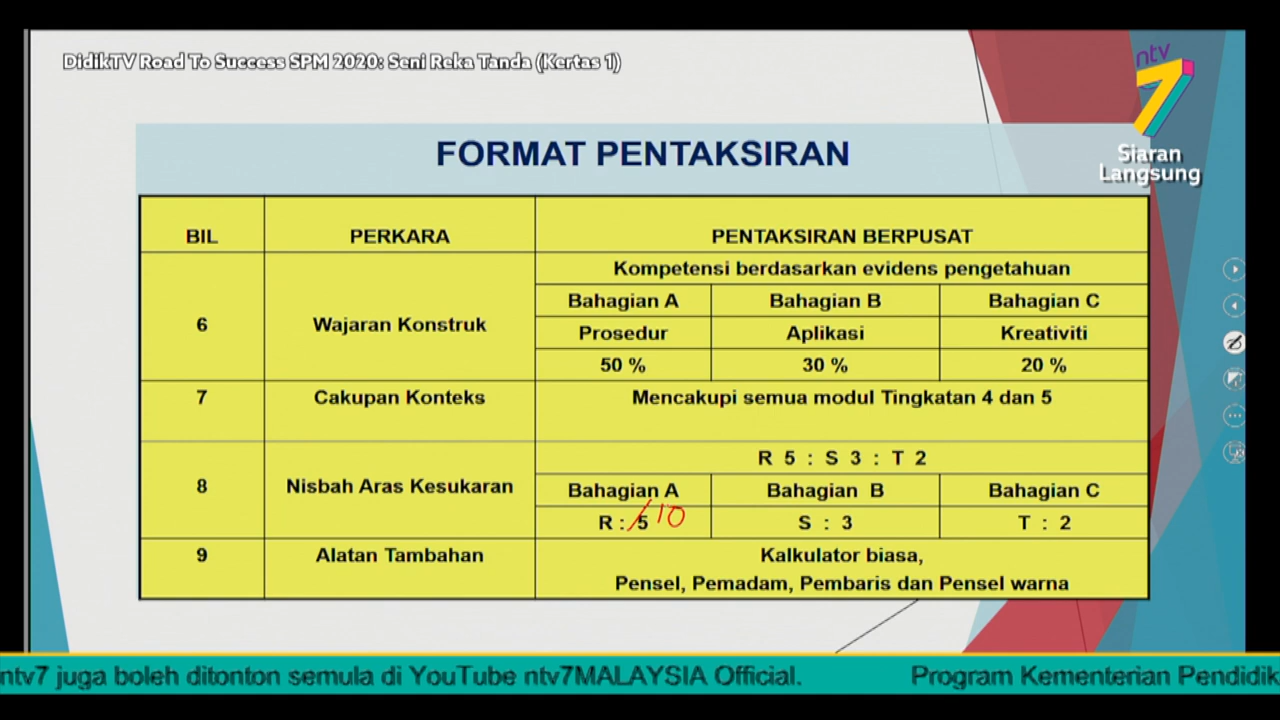 DidikTV Road To Success SPM 2020: Seni Reka Tanda (Kertas 1)
ntv
7
Siaran
Langsung
FORMAT PENTAKSIRAN
BIL PERKARA PENTAKSIRAN BERPUSAT
6 Wajaran Konstruk Kompetensi berdasarkan evidens pengetahuan
Bahagian A Bahagian B Bahagian C
Prosedur Aplikasi Kreativiti
50 % 30 % 20 %
7 Cakupan Konteks Mencakupi semua modul Tingkatan 4 dan 5
8 Nisbah Aras Kesukaran R 5 : S 3 : T 2
Bahagian A Bahagian B Bahagian C
R : 5 10 S : 3 T : 2
9 Alatan Tambahan Kalkulator biasa,
Pensel, Pemadam, Pembaris dan Pensel warna
ntv7 juga boleh ditonton semula di YouTube ntv7MALAYSIA Official. Program Kementerian Pendidik